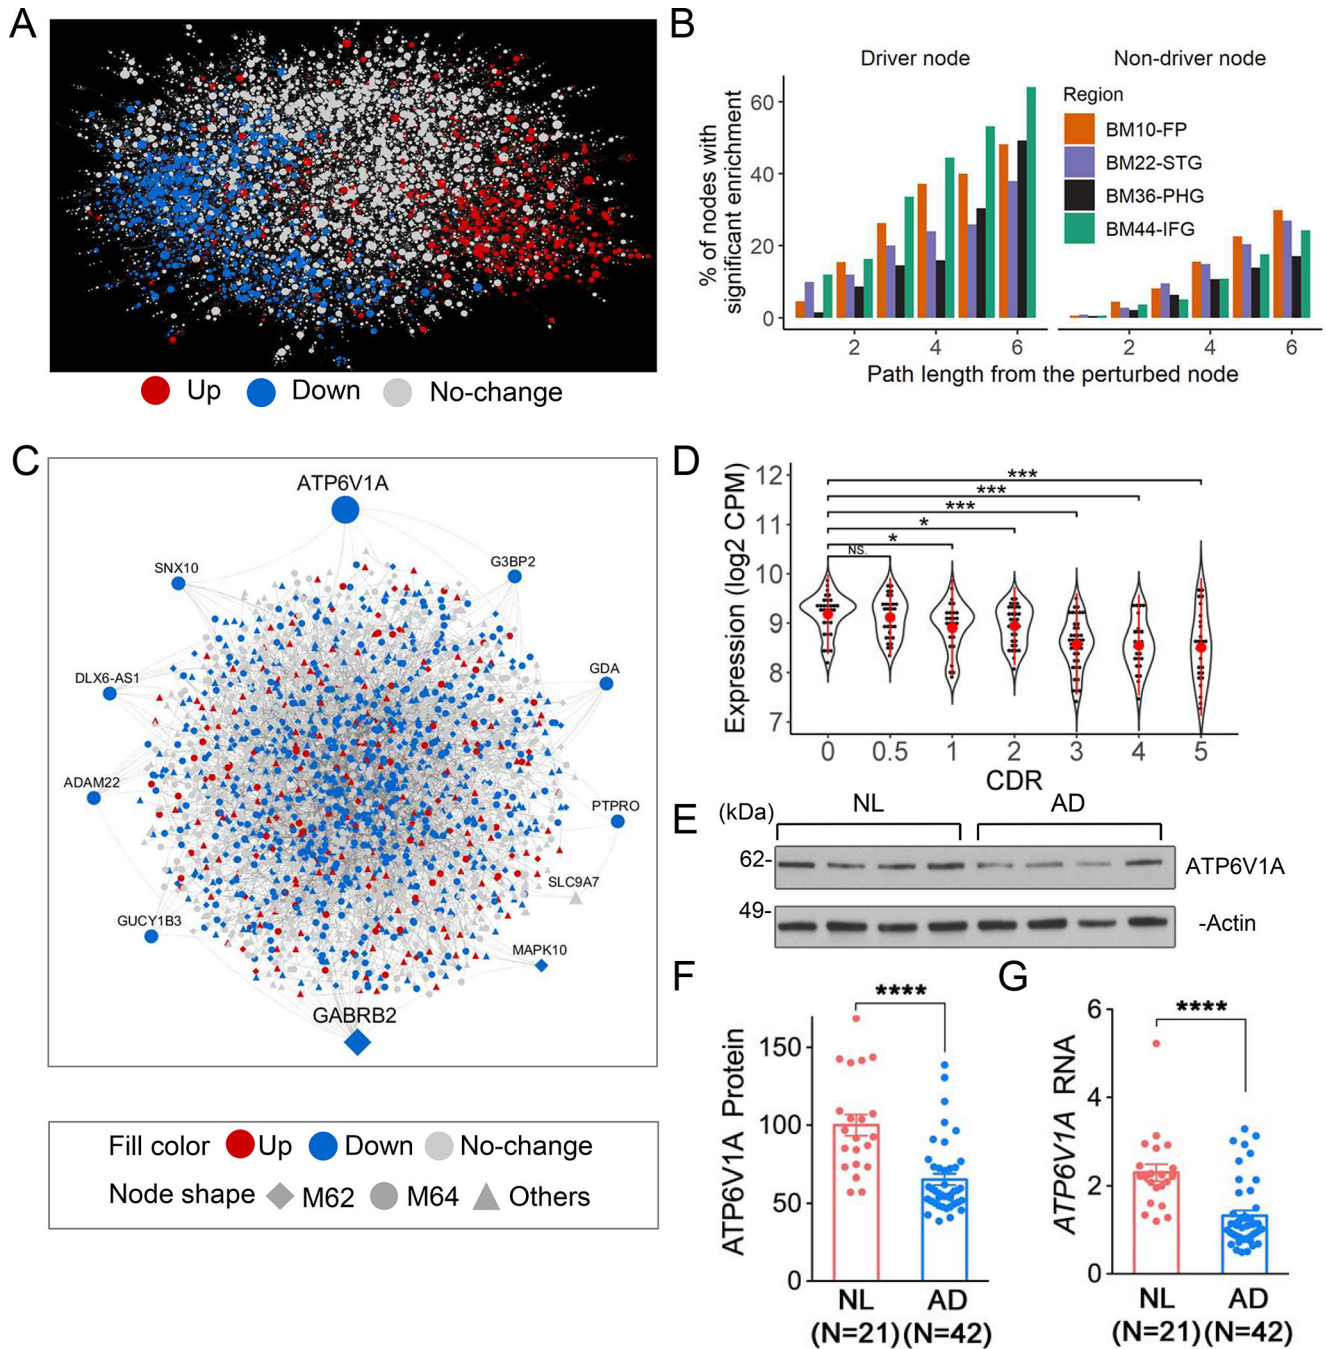 A
Up
Down
No-change
B
Driver node
Non-driver node
% of nodes with
significant enrichment
60
40
20
0
2
4
6
2
4
6
Region
BM10-FP
BM22-STG
BM36-PHG
BM44-IFG
Path length from the perturbed node
C
ATP6V1A
SNX10
G3BP2
DLX6-AS1
GDA
ADAM22
PTPRO
SLC9A7
GUCY1B3
MAPK10
GABRB2
Fill color
Up
Down
No-change
Node shape
M62
M64
Others
D
Expression (log2 CPM)
12
11
10
9
8
7
***
***
***
*
*
NS.
0
0.5
1
2
3
4
5
CDR
E
(kDa)
NL
AD
62-
ATP6V1A
49-
-Actin
F
ATP6V1A Protein
150
100
50
0
****
NL
AD
(N=21)
(N=42)
G
ATP6V1A RNA
6
4
2
0
****
NL
AD
(N=21)
(N=42)